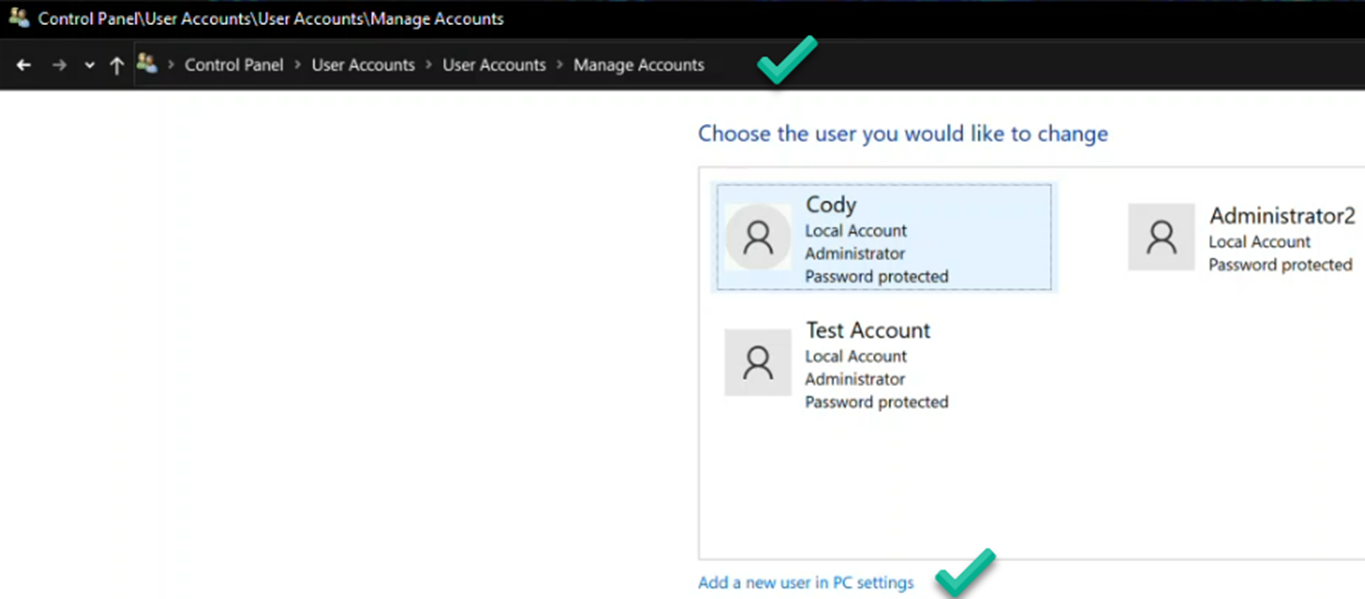 Control Panel\User Accounts\User Accounts\Manage Accounts
Control Panel > User Accounts > User Accounts > Manage Accounts
Choose the user you would like to change
Cody
Local Account
Administrator
Password protected
Administrator2
Local Account
Password protected
Test Account
Local Account
Administrator
Password protected
Add a new user in PC settings